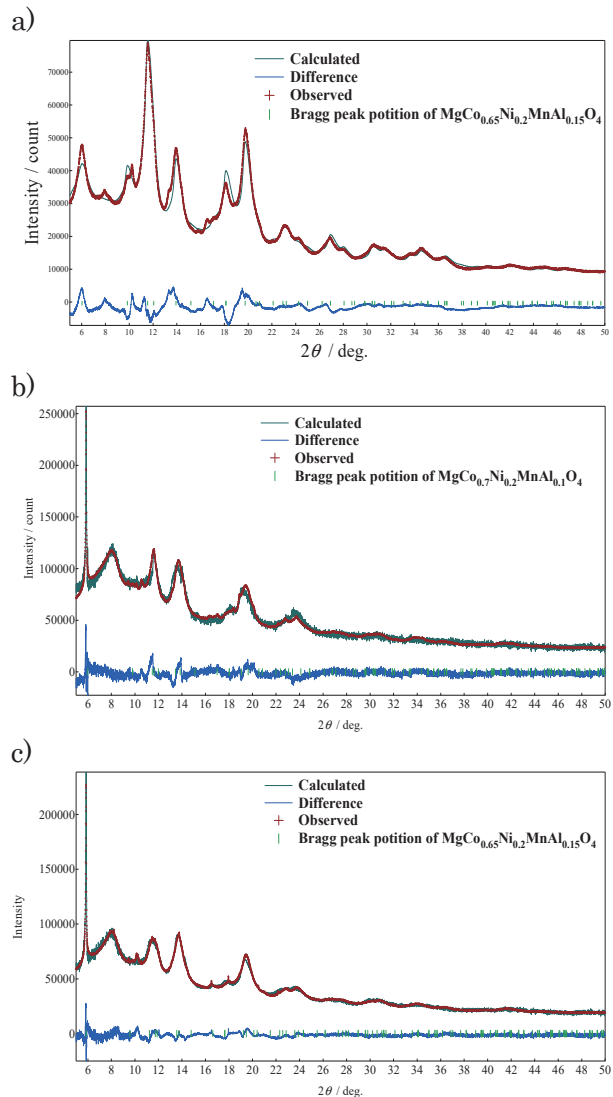 a)
Calculated
Difference
Observed
Bragg peak potition of MgCo0.65Ni0.2MnAl0.15O4
Intensity / count
70000
60000
50000
40000
30000
20000
10000
0
6 8 10 12 14 16 18 20 22 24 26 28 30 32 34 36 38 40 42 44 46 48 50
2θ / deg.
b)
Calculated
Difference
Observed
Bragg peak potition of MgCo0.7Ni0.2MnAl0.1O4
Intensity / count
250000
200000
150000
100000
50000
0
6 8 10 12 14 16 18 20 22 24 26 28 30 32 34 36 38 40 42 44 46 48 50
2θ / deg.
c)
Calculated
Difference
Observed
Bragg peak potition of MgCo0.65Ni0.2MnAl0.15O4
Intensity
200000
150000
100000
50000
0
6 8 10 12 14 16 18 20 22 24 26 28 30 32 34 36 38 40 42 44 46 48 50
2θ / deg.